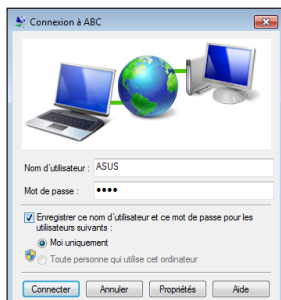 Connexion à ABC
Nom d'utilisateur : ASUS
Mot de passe : ••••
Enregistrer ce nom d'utilisateur et ce mot de passe pour les
utilisateurs suivants :
Moi uniquement
Toute personne qui utilise cet ordinateur
Connecter Annuler Propriétés Aide